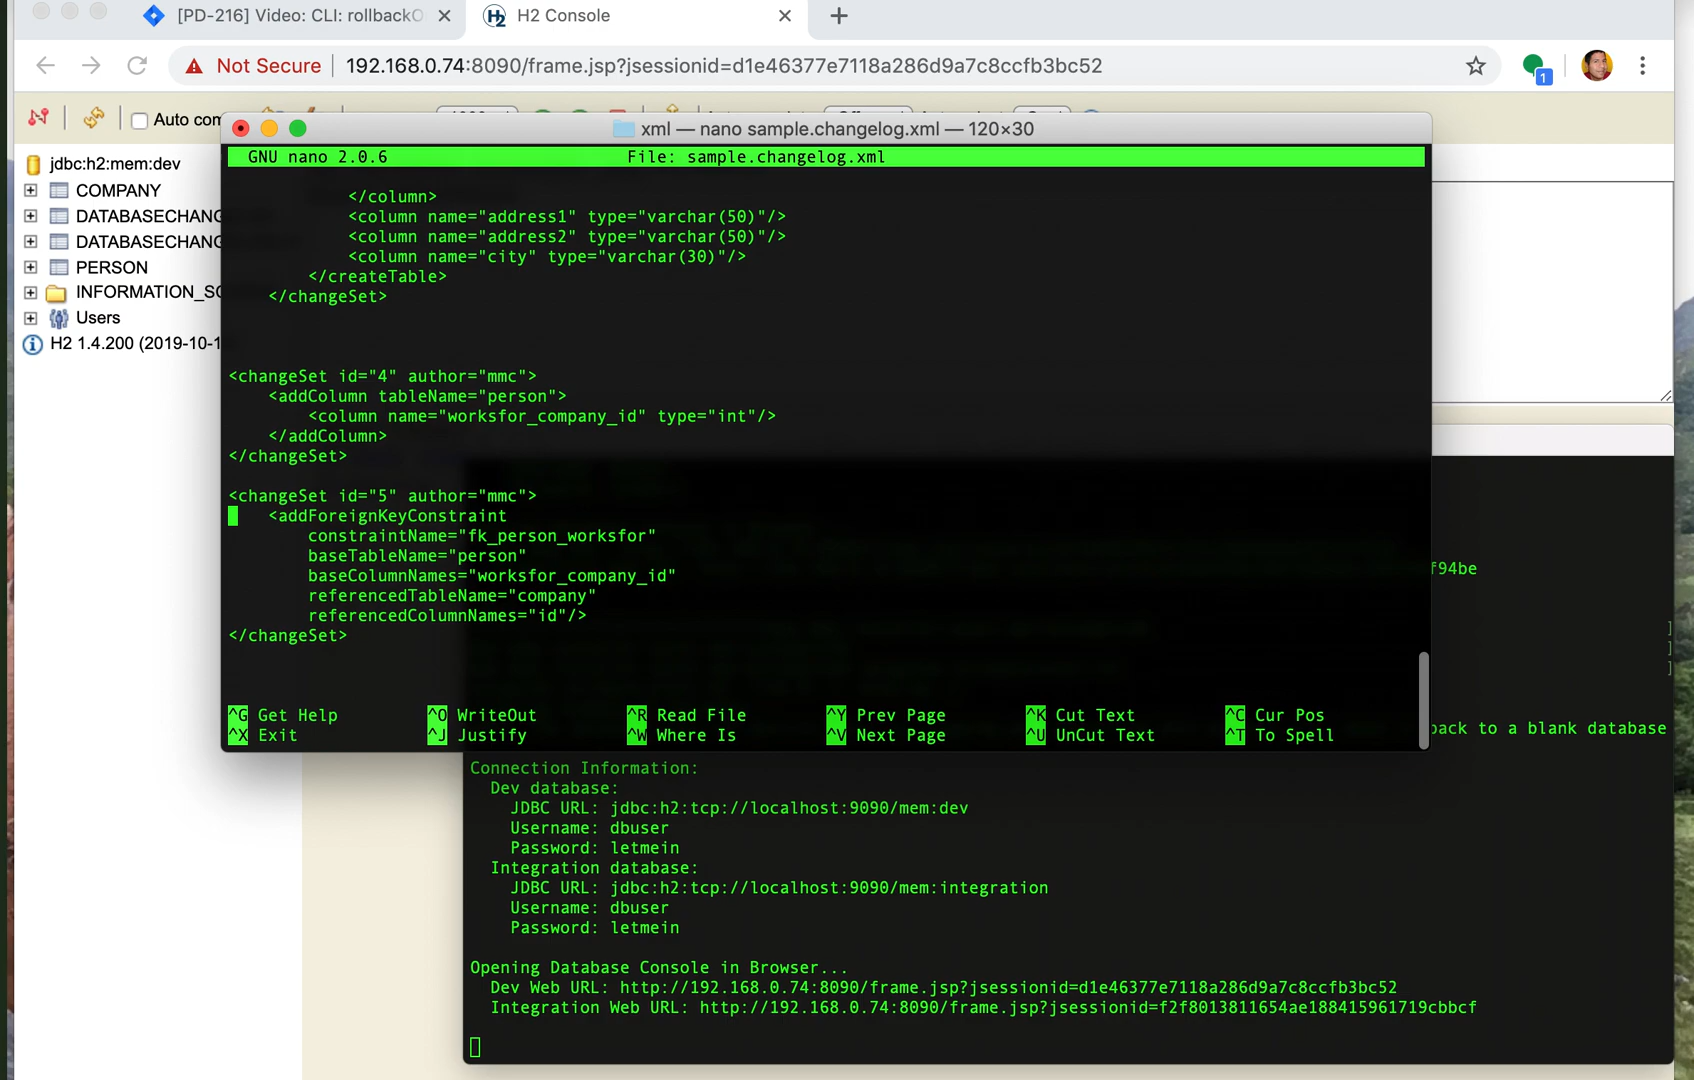 [PD-216] Video: CLI: rollbackO
H2 Console
Not Secure
192.168.0.74:8090/frame.jsp?jsessionid=d1e46377e7118a286d9a7c8ccfb3bc52
1
Auto com
xml — nano sample.changelog.xml — 120×30
GNU nano 2.0.6 File: sample.changelog.xml
jdbc:h2:mem:dev
COMPANY
DATABASECHANG
DATABASECHANG
PERSON
INFORMATION_SC
Users
H2 1.4.200 (2019-10-1
</column>
<column name="address1" type="varchar(50)"/>
<column name="address2" type="varchar(50)"/>
<column name="city" type="varchar(30)"/>
</createTable>
</changeSet>
<changeSet id="4" author="mmc">
<addColumn tableName="person">
<column name="worksfor_company_id" type="int"/>
</addColumn>
</changeSet>
<changeSet id="5" author="mmc">
<addForeignKeyConstraint
constraintName="fk_person_worksfor"
baseTableName="person"
baseColumnNames="worksfor_company_id"
referencedTableName="company"
referencedColumnNames="id"/>
</changeSet>
^G Get Help ^O WriteOut ^R Read File ^Y Prev Page ^K Cut Text ^C Cur Pos
^X Exit ^J Justify ^W Where Is ^V Next Page ^U UnCut Text ^T To Spell
f94be
]
]
]
back to a blank database
Connection Information:
Dev database:
JDBC URL: jdbc:h2:tcp://localhost:9090/mem:dev
Username: dbuser
Password: letmein
Integration database:
JDBC URL: jdbc:h2:tcp://localhost:9090/mem:integration
Username: dbuser
Password: letmein
Opening Database Console in Browser...
Dev Web URL: http://192.168.0.74:8090/frame.jsp?jsessionid=d1e46377e7118a286d9a7c8ccfb3bc52
Integration Web URL: http://192.168.0.74:8090/frame.jsp?jsessionid=f2f8013811654ae188415961719cbbcf